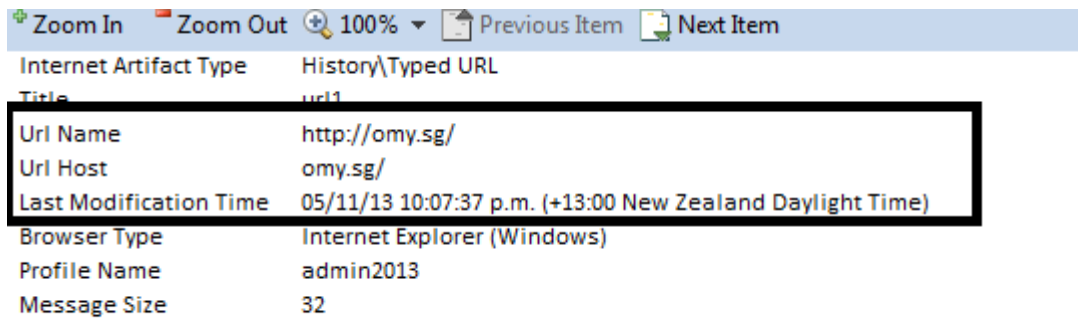 Zoom In Zoom Out 100% Previous Item Next Item
Internet Artifact Type History\Typed URL
Title url1
Url Name http://omy.sg/
Url Host omy.sg/
Last Modification Time 05/11/13 10:07:37 p.m. (+13:00 New Zealand Daylight Time)
Browser Type Internet Explorer (Windows)
Profile Name admin2013
Message Size 32